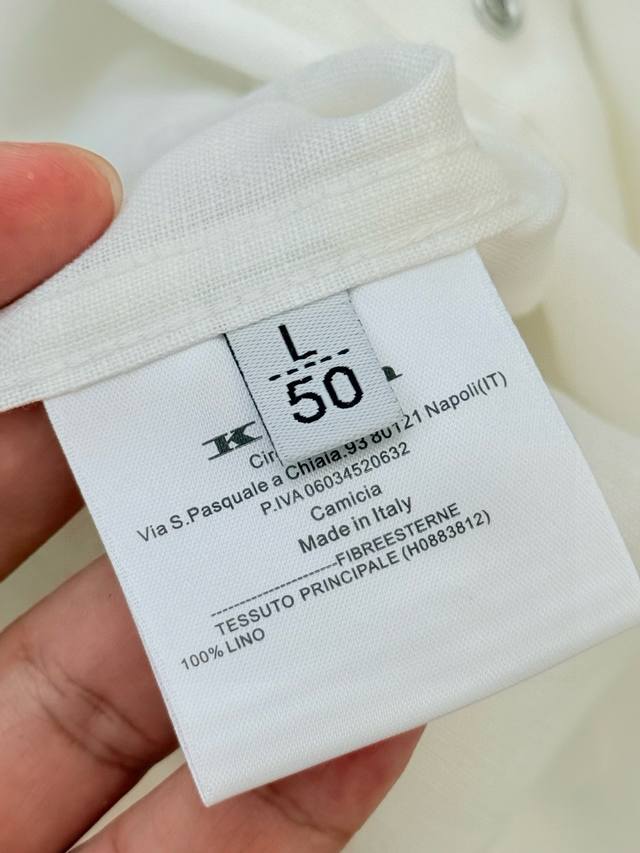 L
50
K
Via S.Pasquale a Chiaia.93 80121 Napoli(IT)
P.IVA 06034520632
Camicia
Made in Italy
--------------------FIBREESTERNE
TESSUTO PRINCIPALE (H0883812)
100% LINO